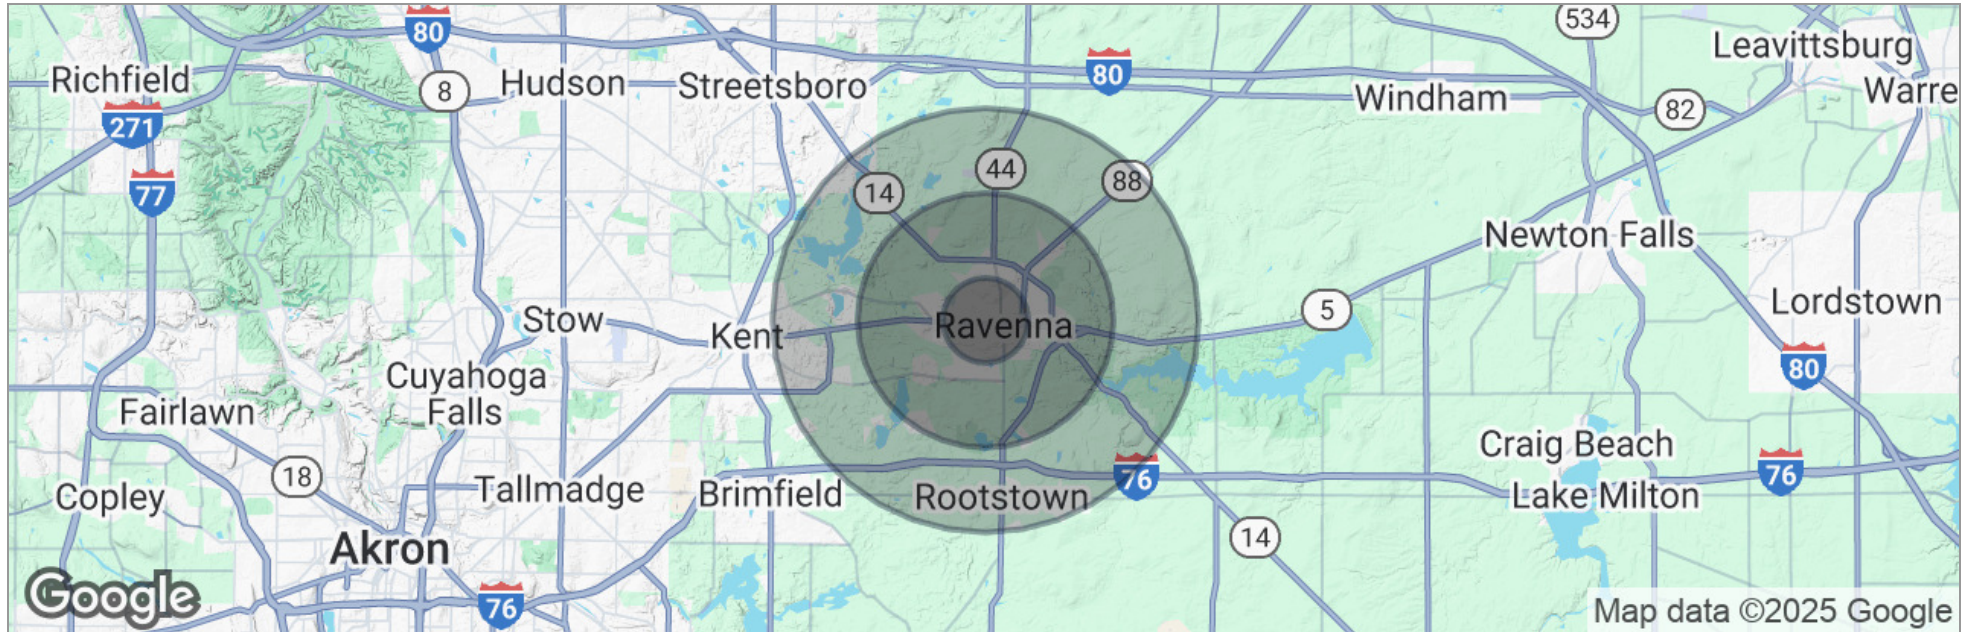 534
80
Leavittsburg
Richfield
Hudson
Streetsboro
80
8
Windham
Warre
82
271
44
77
14
88
Newton Falls
Lordstown
5
Stow
Kent
Ravenna
80
Cuyahoga
Falls
Fairlawn
Craig Beach
18
76
76
Copley
Tallmadge
Brimfield
Rootstown
Lake Milton
14
Akron
Google
76
Map data ©2025 Google